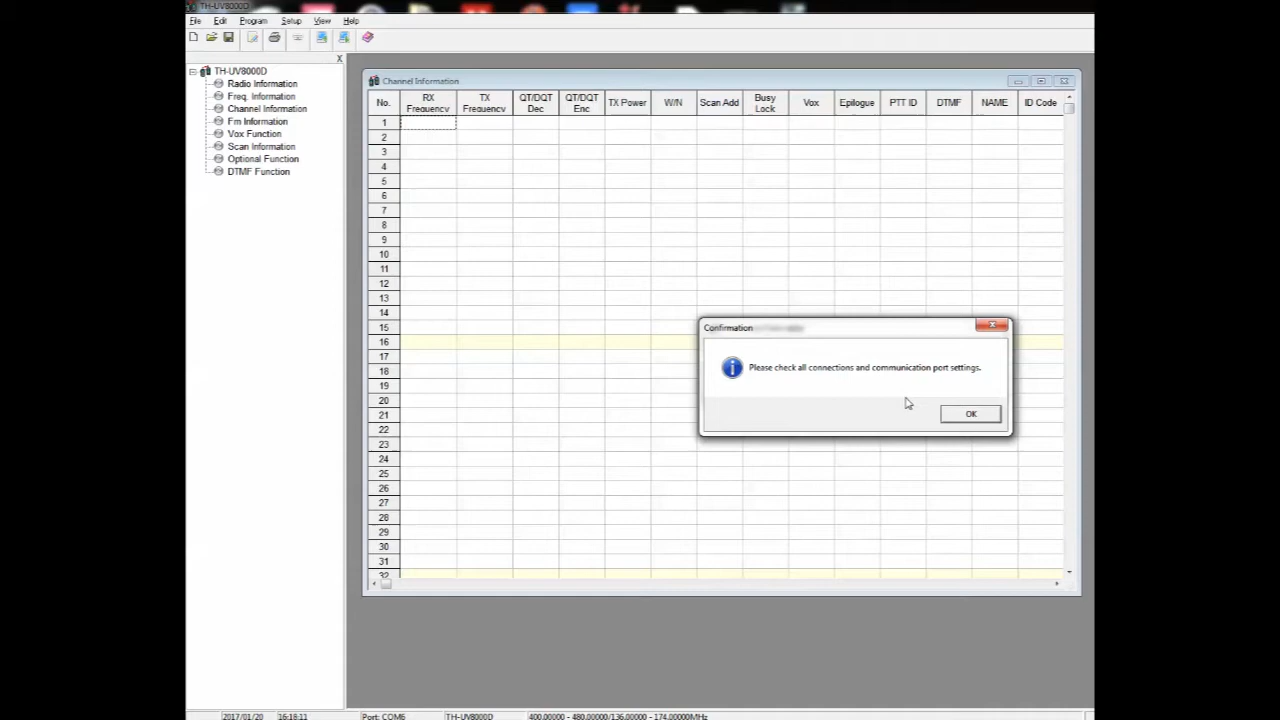 TH-UV8000D
File Edit Program Setup View Help
X
TH-UV8000D
Radio Information
Freq. Information
Channel Information
Fm Information
Vox Function
Scan Information
Optional Function
DTMF Function
Channel Information
No. RX Frequency TX Frequency QT/DQT Dec QT/DQT Enc TX Power W/N Scan Add Busy Lock Vox Epilogue PTT ID DTMF NAME ID Code
1
2
3
4
5
6
7
8
9
10
11
12
13
14
15
16
17
18
19
20
21
22
23
24
25
26
27
28
29
30
31
32
Confirmation
Please check all connections and communication port settings.
OK
2017/01/20 16:18:11 Port: COM6 TH-UV8000D 400.00000 - 480.00000/136.00000 - 174.00000MHz